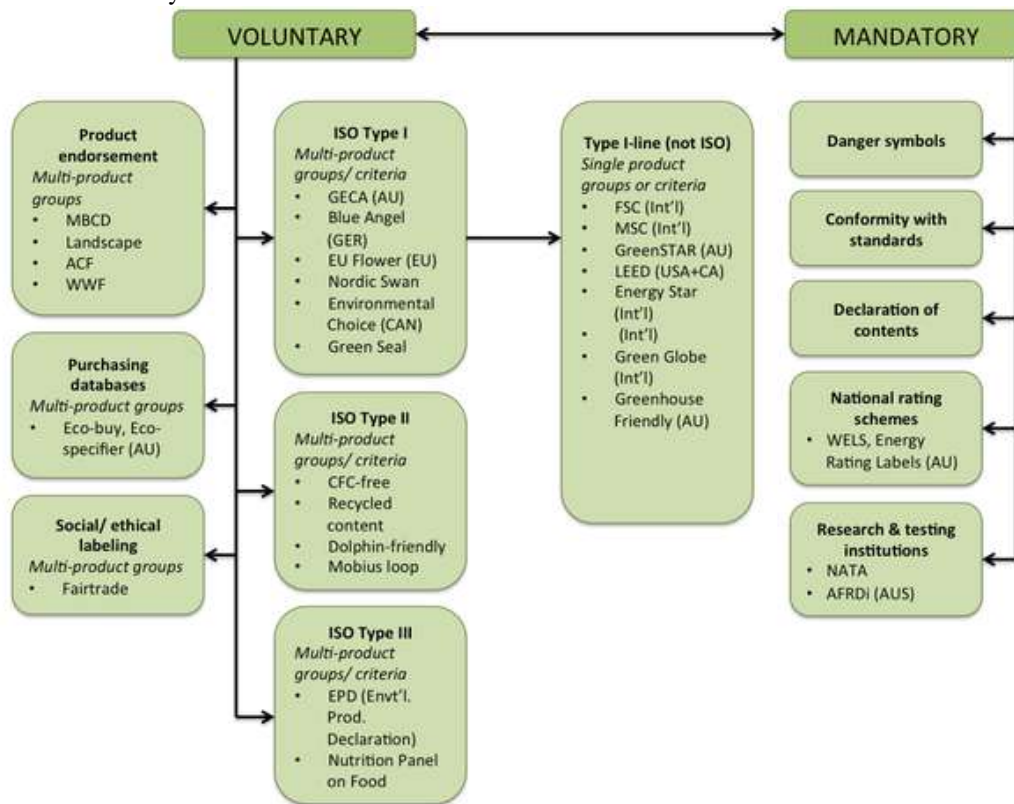 VOLUNTARY
MANDATORY
Product
endorsement
Multi-product
groups
• MBCD
• Landscape
• ACF
• WWF
Purchasing
databases
Multi-product groups
• Eco-buy, Eco-
specifier (AU)
Social/ ethical
labeling
Multi-product groups
• Fairtrade
ISO Type I
Multi-product
groups/ criteria
• GECA (AU)
• Blue Angel
(GER)
• EU Flower (EU)
• Nordic Swan
• Environmental
Choice (CAN)
• Green Seal
ISO Type II
Multi-product
groups/ criteria
• CFC-free
• Recycled
content
• Dolphin-friendly
• Mobius loop
ISO Type III
Multi-product
groups/ criteria
• EPD (Envt'l.
Prod.
Declaration)
• Nutrition Panel
on Food
Type I-line (not ISO)
Single product
groups or criteria
• FSC (Int'l)
• MSC (Int'l)
• GreenSTAR (AU)
• LEED (USA+CA)
• Energy Star
(Int'l)
• (Int'l)
• Green Globe
(Int'l)
• Greenhouse
Friendly (AU)
Danger symbols
Conformity with
standards
Declaration of
contents
National rating
schemes
• WELS, Energy
Rating Labels (AU)
Research & testing
institutions
• NATA
• AFRDi (AUS)